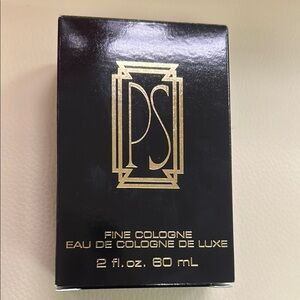 PS
FINE COLOGNE
EAU DE COLOGNE DE LUXE
2 fl. oz. 60 mL